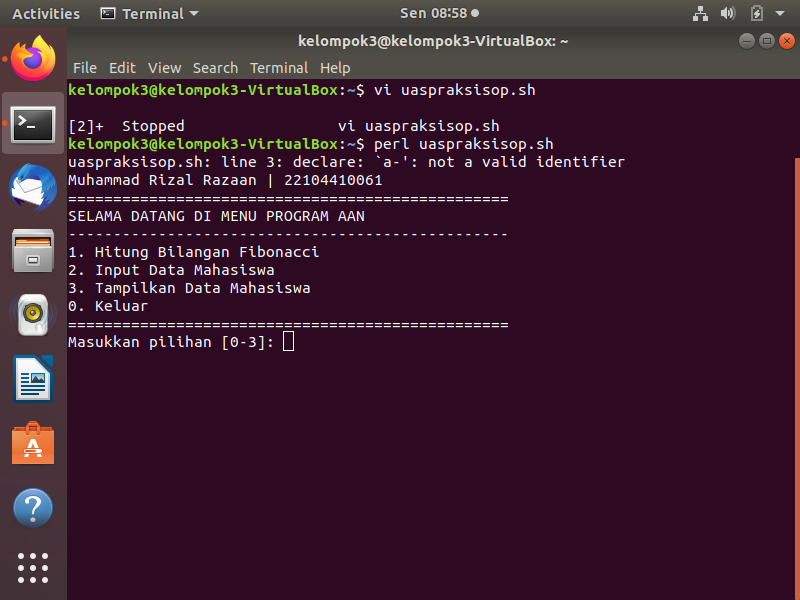 Activities Terminal Sen 08:58
kelompok3@kelompok3-VirtualBox: ~
File Edit View Search Terminal Help
kelompok3@kelompok3-VirtualBox:~$ vi uaspraksisop.sh
[2]+  Stopped                 vi uaspraksisop.sh
kelompok3@kelompok3-VirtualBox:~$ perl uaspraksisop.sh
uaspraksisop.sh: line 3: declare: `a-': not a valid identifier
Muhammad Rizal Razaan | 22104410061
=================================================
SELAMA DATANG DI MENU PROGRAM AAN
-------------------------------------------------
1. Hitung Bilangan Fibonacci
2. Input Data Mahasiswa
3. Tampilkan Data Mahasiswa
0. Keluar
=================================================
Masukkan pilihan [0-3]: